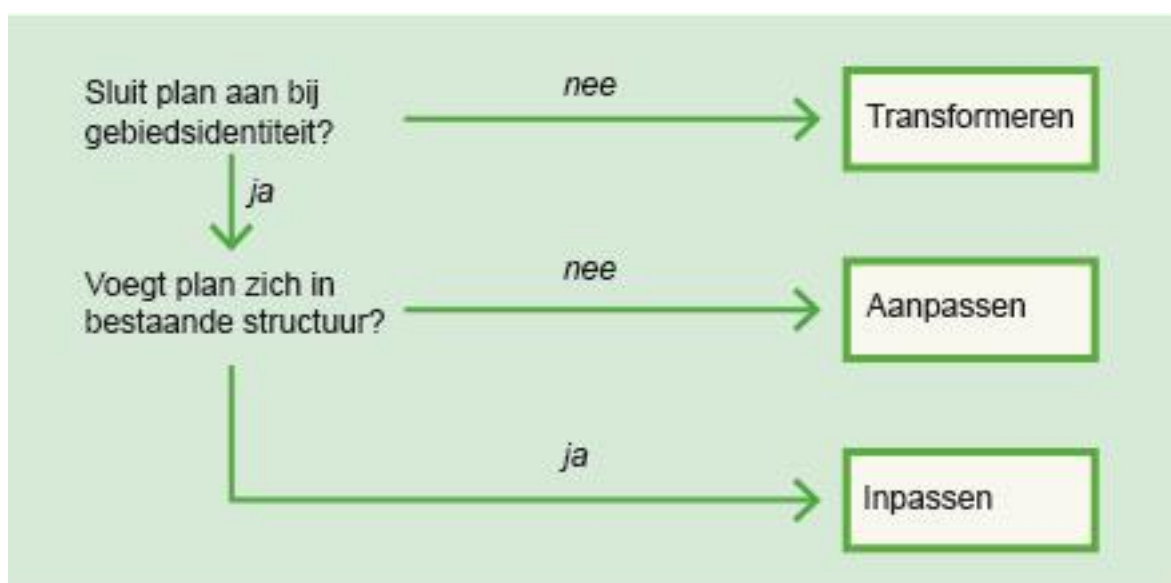 Sluit plan aan bij
gebiedsidentiteit?
nee
Transformeren
ja
Voegt plan zich in
bestaande structuur?
nee
Aanpassen
ja
Inpassen